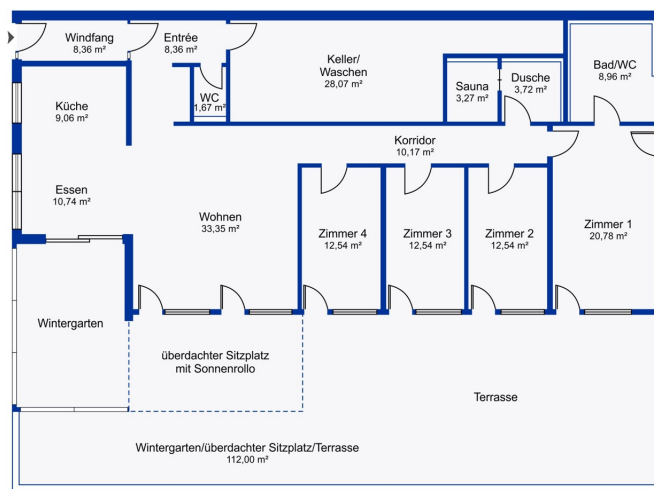 Windfang
8,36 m²
Entrée
8,36 m²
Keller/
Waschen
28,07 m²
Bad/WC
8,96 m²
Sauna
3,27 m²
Dusche
3,72 m²
WC
1,67 m²
Küche
9,06 m²
Korridor
10,17 m²
Essen
10,74 m²
Wohnen
33,35 m²
Zimmer 4
12,54 m²
Zimmer 3
12,54 m²
Zimmer 2
12,54 m²
Zimmer 1
20,78 m²
Wintergarten
überdachter Sitzplatz
mit Sonnenrollo
Terrasse
Wintergarten/überdachter Sitzplatz/Terrasse
112,00 m²